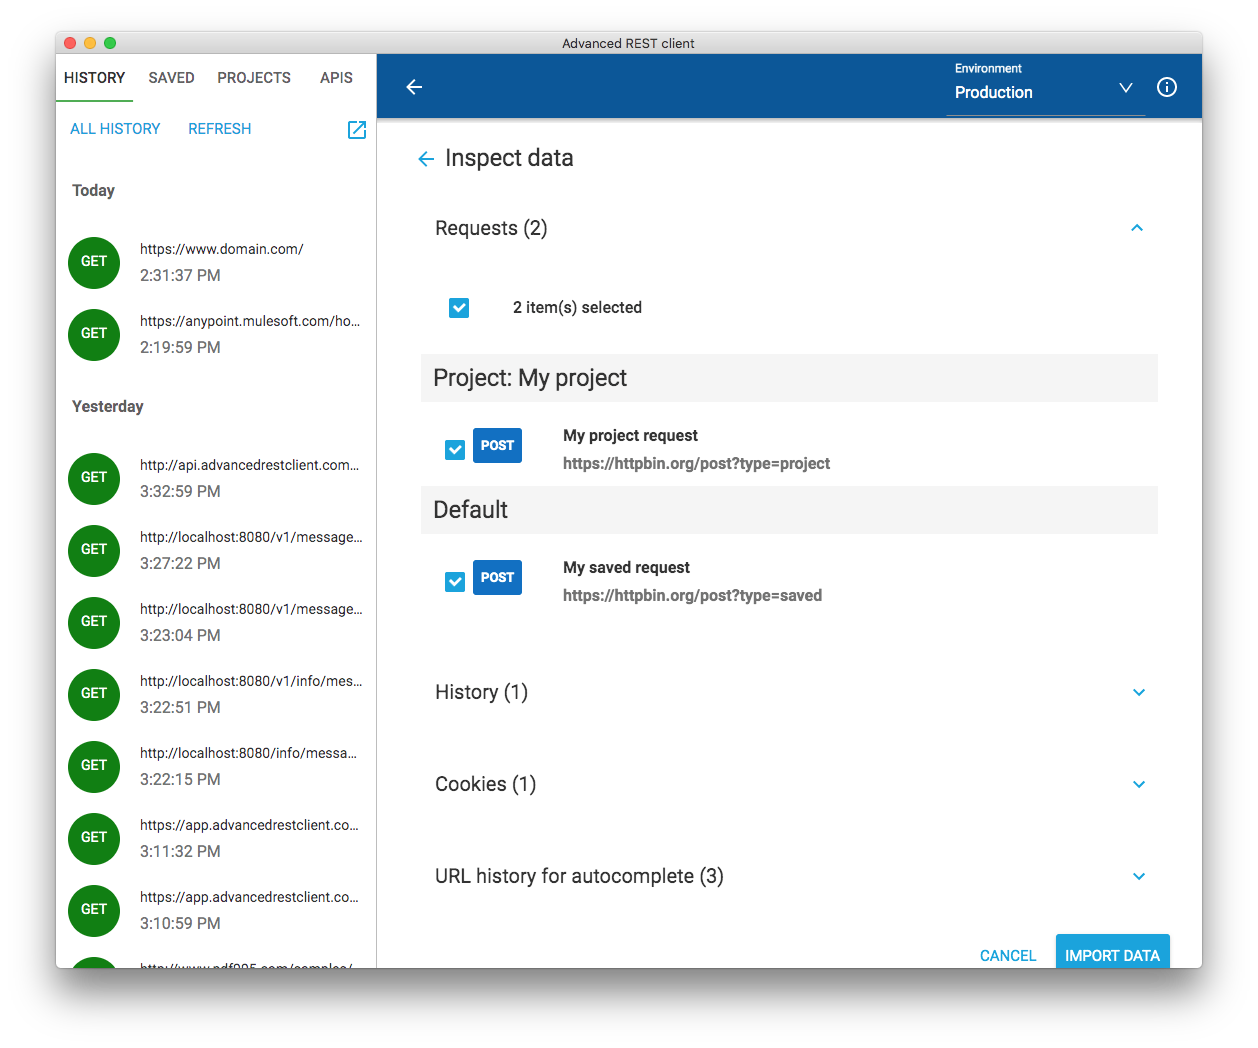 Advanced REST client
HISTORY SAVED PROJECTS APIS
ALL HISTORY REFRESH
Today
GET
https://www.domain.com/
2:31:37 PM
GET
https://anypoint.mulesoft.com/ho...
2:19:59 PM
Yesterday
GET
http://api.advancedrestclient.com...
3:32:59 PM
GET
http://localhost:8080/v1/message...
3:27:22 PM
GET
http://localhost:8080/v1/message...
3:23:04 PM
GET
http://localhost:8080/v1/info/mes...
3:22:51 PM
GET
http://localhost:8080/info/messa...
3:22:15 PM
GET
https://app.advancedrestclient.co...
3:11:32 PM
GET
https://app.advancedrestclient.co...
3:10:59 PM
Environment
Production
Inspect data
Requests (2)
2 item(s) selected
Project: My project
POST
My project request
https://httpbin.org/post?type=project
Default
POST
My saved request
https://httpbin.org/post?type=saved
History (1)
Cookies (1)
URL history for autocomplete (3)
CANCEL IMPORT DATA